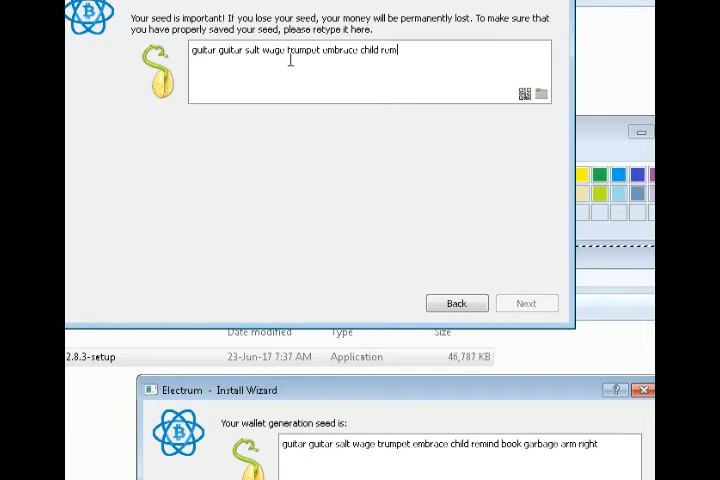 Your seed is important! If you lose your seed, your money will be permanently lost. To make sure that
you have properly saved your seed, please retype it here.
guitar guitar salt wage trumpet embrace child rem
Back
Next
Date modified
Type
Size
2.8.3-setup
23-Jun-17 7:37 AM
Application
46,787 KB
Electrum - Install Wizard
Your wallet generation seed is:
guitar guitar salt wage trumpet embrace child remind book garbage arm right